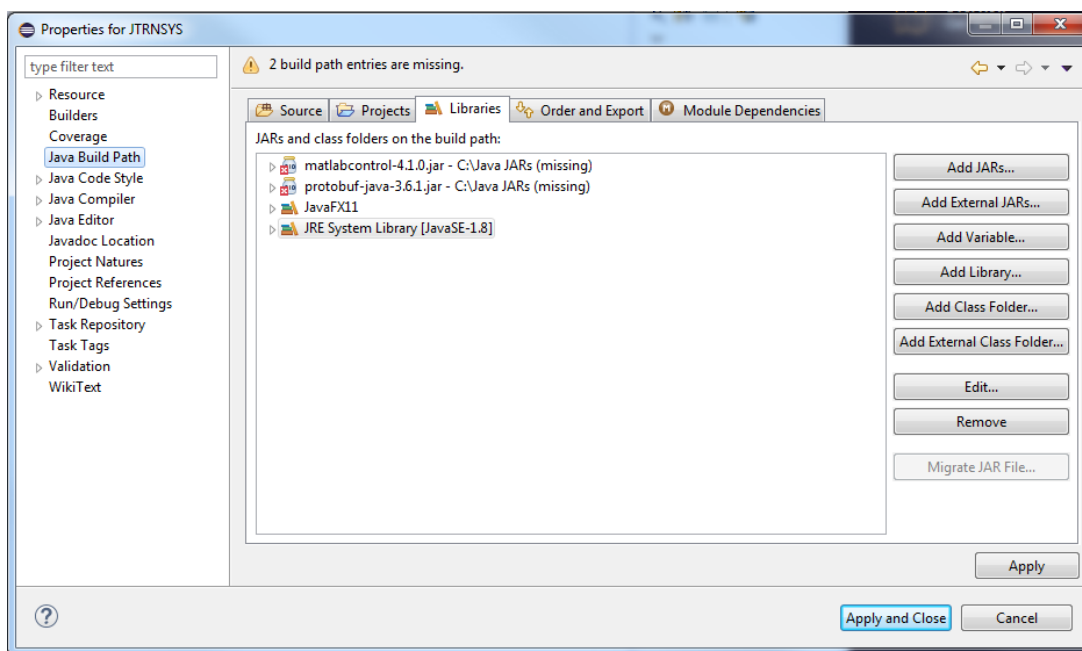 Properties for JTRNSYS
type filter text
2 build path entries are missing.
Resource
Builders
Coverage
Java Build Path
Java Code Style
Java Compiler
Java Editor
Javadoc Location
Project Natures
Project References
Run/Debug Settings
Task Repository
Task Tags
Validation
WikiText
Source
Projects
Libraries
Order and Export
Module Dependencies
JARs and class folders on the build path:
matlabcontrol-4.1.0.jar - C:\Java JARs (missing)
protobuf-java-3.6.1.jar - C:\Java JARs (missing)
JavaFX11
JRE System Library [JavaSE-1.8]
Add JARs...
Add External JARs...
Add Variable...
Add Library...
Add Class Folder...
Add External Class Folder...
Edit...
Remove
Migrate JAR File...
Apply
Apply and Close
Cancel